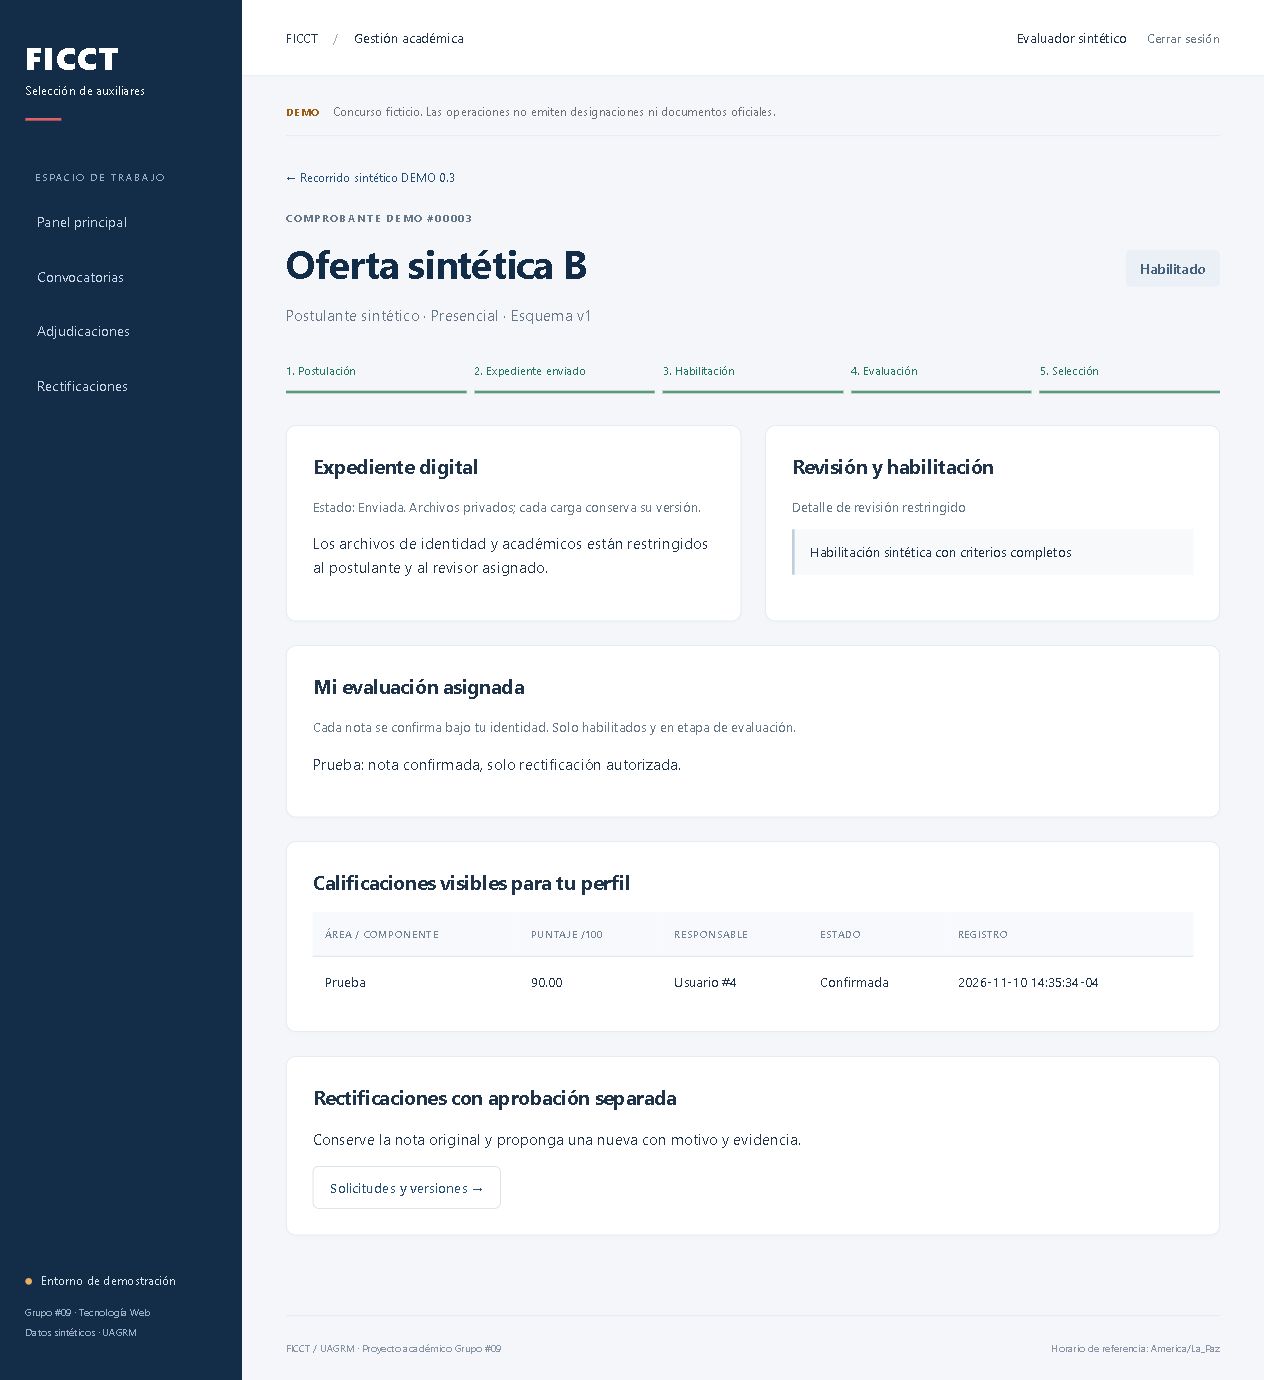 FICCT
Selección de auxiliares
ESPACIO DE TRABAJO
Panel principal
Convocatorias
Adjudicaciones
Rectificaciones
Entorno de demostración
Grupo #09 · Tecnología Web
Datos sintéticos · UAGRM
FICCT / Gestión académica
Evaluador sintético Cerrar sesión
DEMO Concurso ficticio. Las operaciones no emiten designaciones ni documentos oficiales.
← Recorrido sintético DEMO 0.3
COMPROBANTE DEMO #00003
Oferta sintética B
Habilitado
Postulante sintético · Presencial · Esquema v1
1. Postulación 2. Expediente enviado 3. Habilitación 4. Evaluación 5. Selección
Expediente digital
Estado: Enviada. Archivos privados; cada carga conserva su versión.
Los archivos de identidad y académicos están restringidos
al postulante y al revisor asignado.
Revisión y habilitación
Detalle de revisión restringido
Habilitación sintética con criterios completos
Mi evaluación asignada
Cada nota se confirma bajo tu identidad. Solo habilitados y en etapa de evaluación.
Prueba: nota confirmada, solo rectificación autorizada.
Calificaciones visibles para tu perfil
ÁREA / COMPONENTE PUNTAJE /100 RESPONSABLE ESTADO REGISTRO
Prueba 90.00 Usuario #4 Confirmada 2026-11-10 14:35:34-04
Rectificaciones con aprobación separada
Conserve la nota original y proponga una nueva con motivo y evidencia.
Solicitudes y versiones →
FICCT / UAGRM · Proyecto académico Grupo #09
Horario de referencia: America/La_Paz